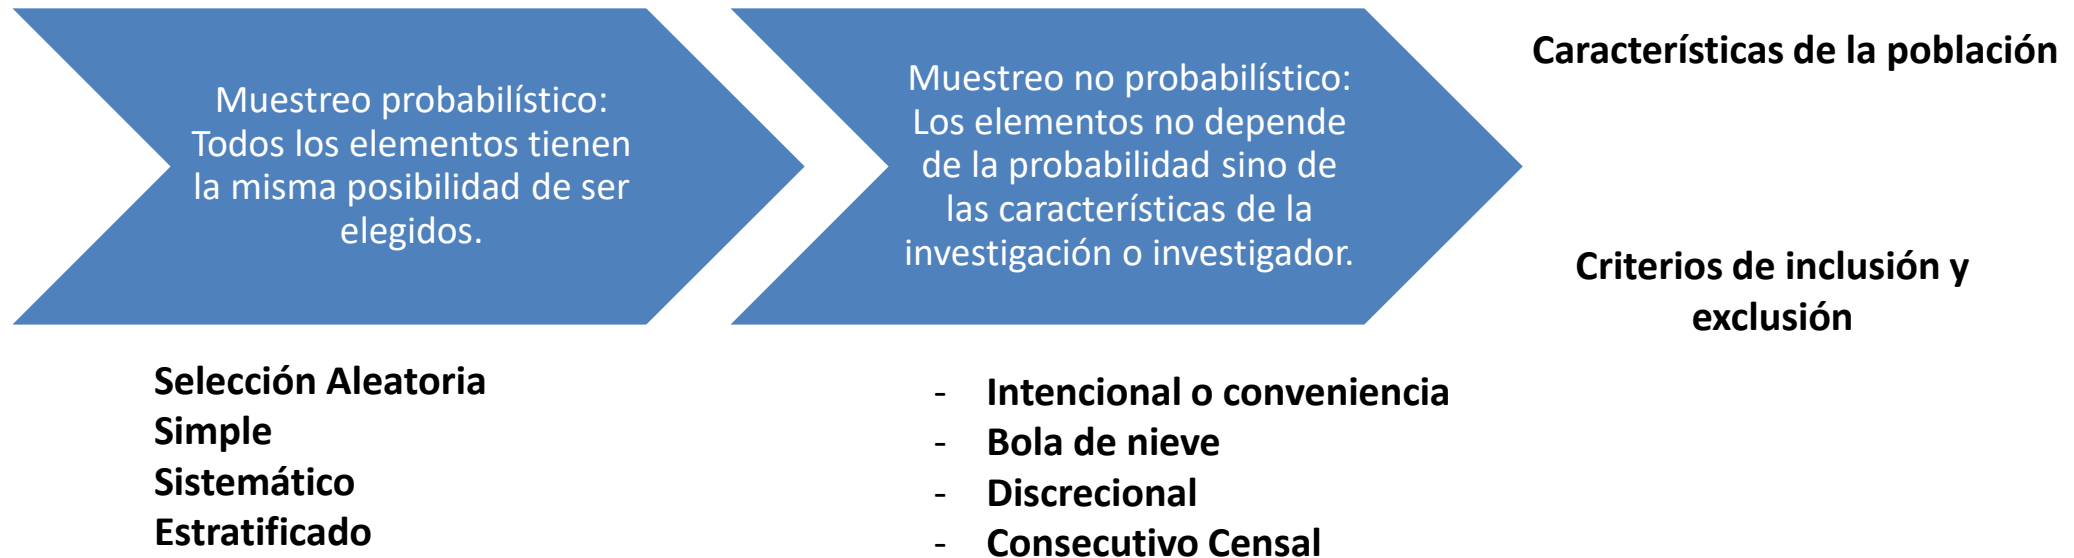 Muestreo probabilístico:
Todos los elementos tienen
la misma posibilidad de ser
elegidos.
Muestreo no probabilístico:
Los elementos no depende
de la probabilidad sino de
las características de la
investigación o investigador.
Características de la población
Criterios de inclusión y
exclusión
Selección Aleatoria
Simple
Sistemático
Estratificado
- Intencional o conveniencia
- Bola de nieve
- Discrecional
- Consecutivo Censal